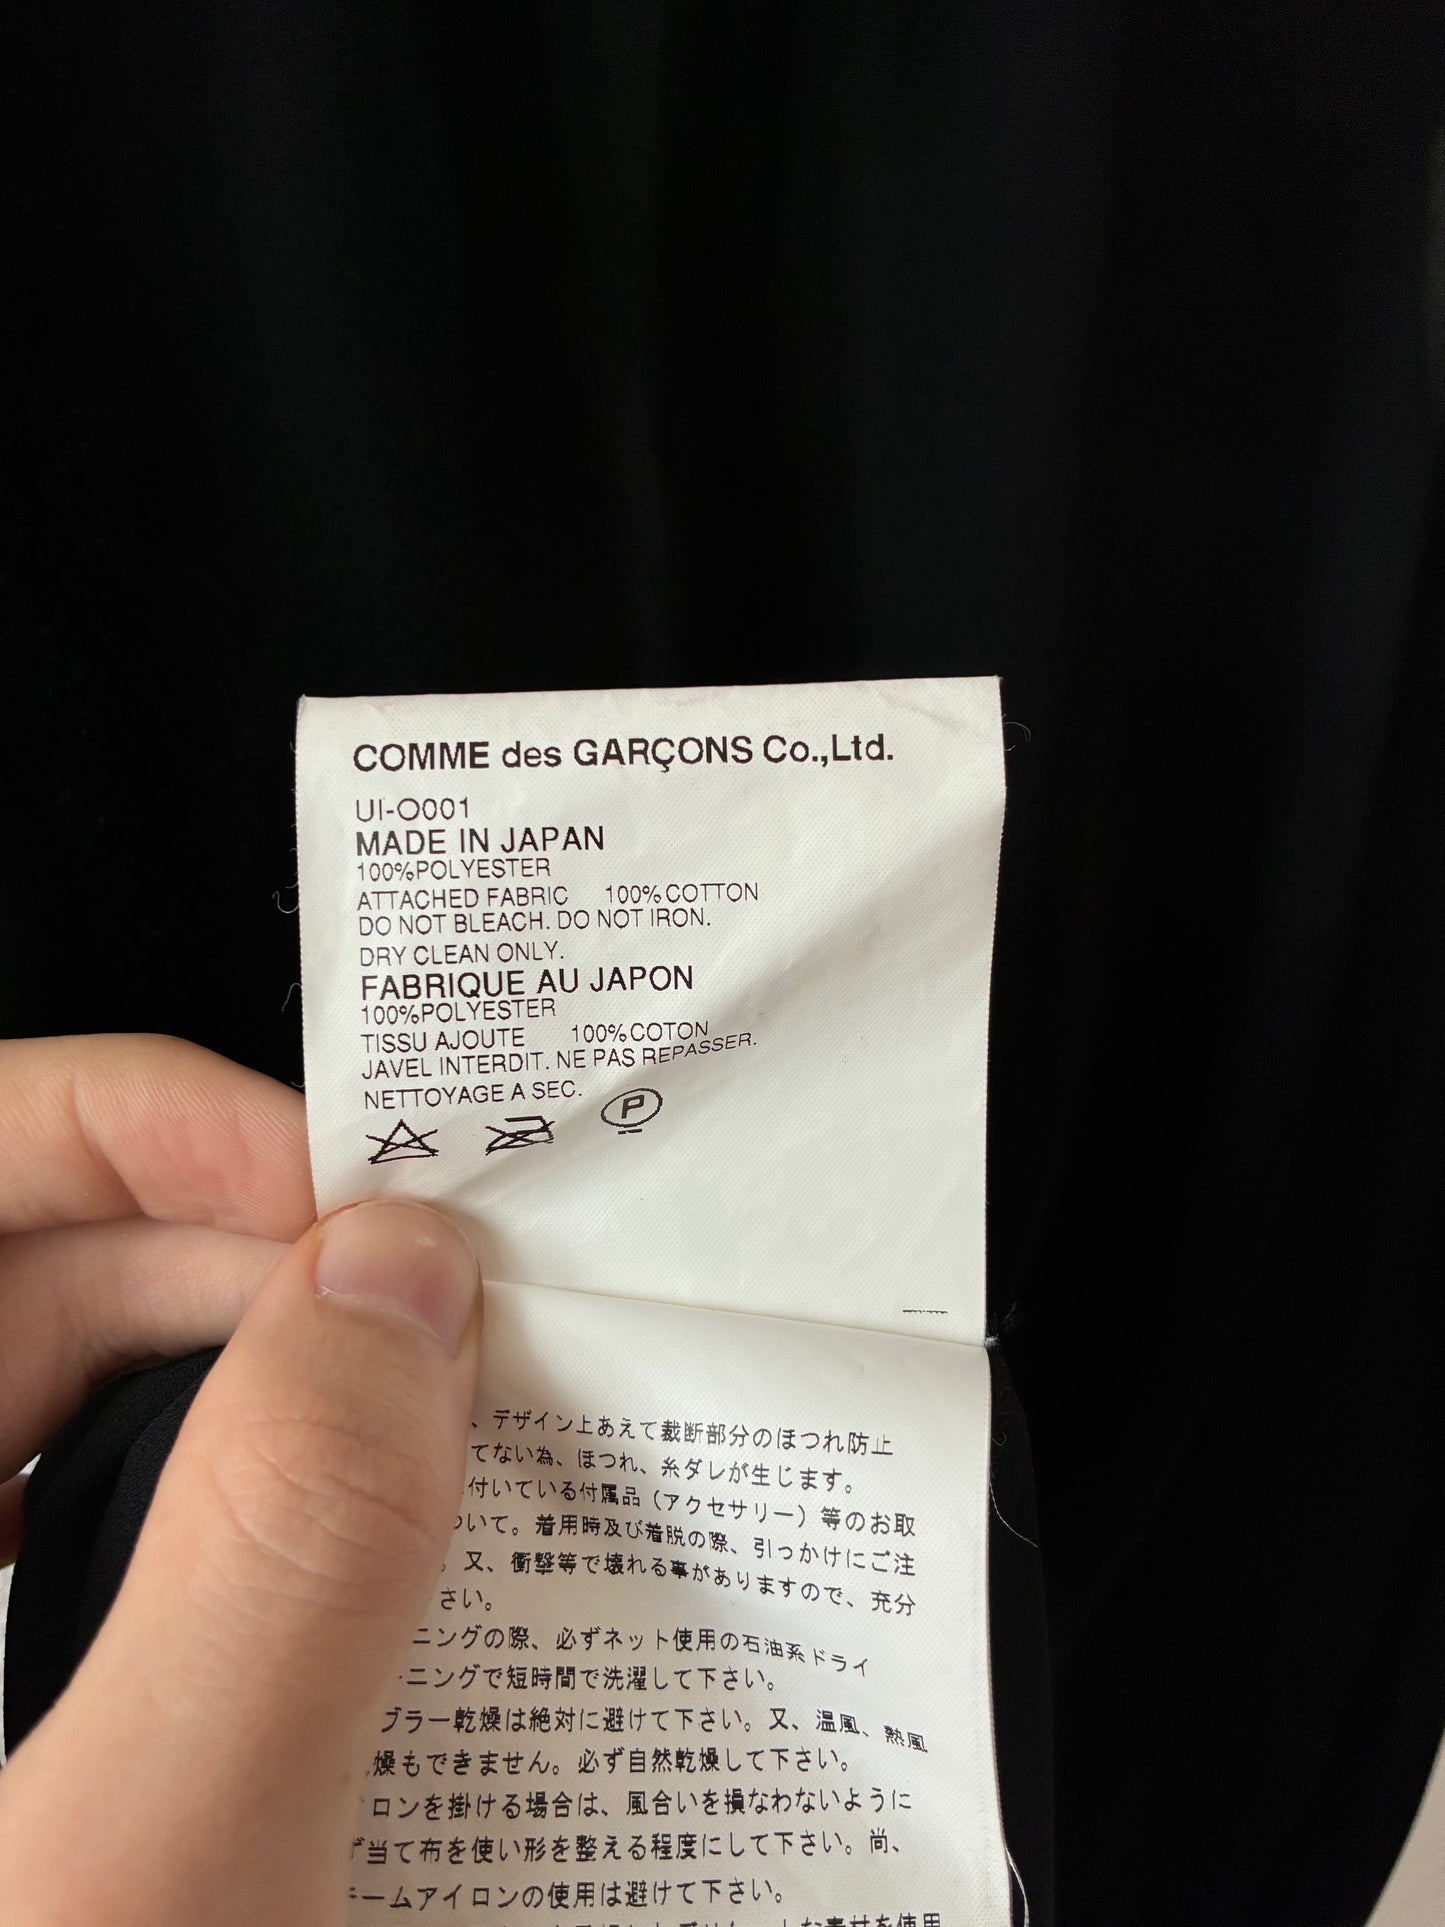 COMME des GARÇONS Co.,Ltd.
UI-O001
MADE IN JAPAN
100%POLYESTER
ATTACHED FABRIC 100%COTTON
DO NOT BLEACH. DO NOT IRON.
DRY CLEAN ONLY.
FABRIQUE AU JAPON
100%POLYESTER
TISSU AJOUTE 100%COTON
JAVEL INTERDIT. NE PAS REPASSER.
NETTOYAGE A SEC.
P
、デザイン上あえて裁断部分のほつれ防止
てない為、ほつれ、糸ダレが生じます。
付いている付属品(アクセサリー)等のお取
ついて。着用時及び着脱の際、引っかけにご注
。又、衝撃等で壊れる事がありますので、充分
さい。
ニングの際、必ずネット使用の石油系ドライ
ーニングで短時間で洗濯して下さい。
ブラー乾燥は絶対に避けて下さい。又、温風、熱風
燥もできません。必ず自然乾燥して下さい。
ロンを掛ける場合は、風合いを損なわないように
ず当て布を使い形を整える程度にして下さい。尚、
チームアイロンの使用は避けて下さい。